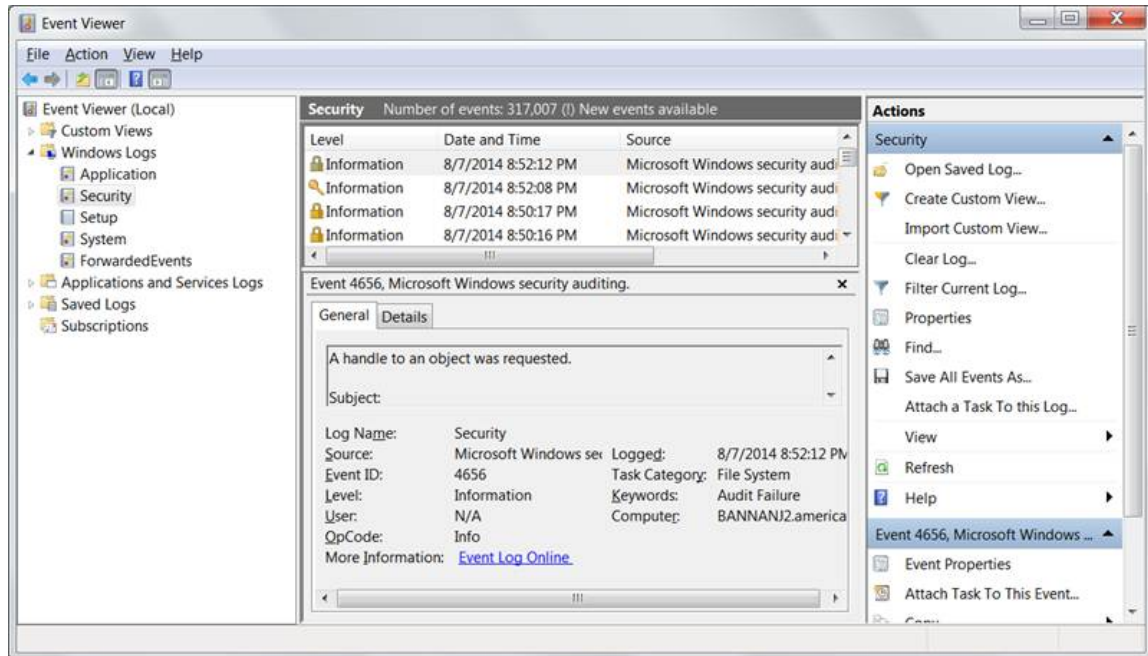 Event Viewer
File Action View Help
Event Viewer (Local)
Custom Views
Windows Logs
Application
Security
Setup
System
ForwardedEvents
Applications and Services Logs
Saved Logs
Subscriptions
Security Number of events: 317,007 (!) New events available
Level Date and Time Source
Information 8/7/2014 8:52:12 PM Microsoft Windows security audi
Information 8/7/2014 8:52:08 PM Microsoft Windows security audi
Information 8/7/2014 8:50:17 PM Microsoft Windows security audi
Information 8/7/2014 8:50:16 PM Microsoft Windows security audi
Event 4656, Microsoft Windows security auditing.
General Details
A handle to an object was requested.
Subject:
Log Name: Security
Source: Microsoft Windows sec Logged: 8/7/2014 8:52:12 PM
Event ID: 4656 Task Category: File System
Level: Information Keywords: Audit Failure
User: N/A Computer: BANNANJ2.america
OpCode: Info
More Information: Event Log Online
Actions
Security
Open Saved Log...
Create Custom View...
Import Custom View...
Clear Log...
Filter Current Log...
Properties
Find...
Save All Events As...
Attach a Task To this Log...
View
Refresh
Help
Event 4656, Microsoft Windows ...
Event Properties
Attach Task To This Event...
Copy